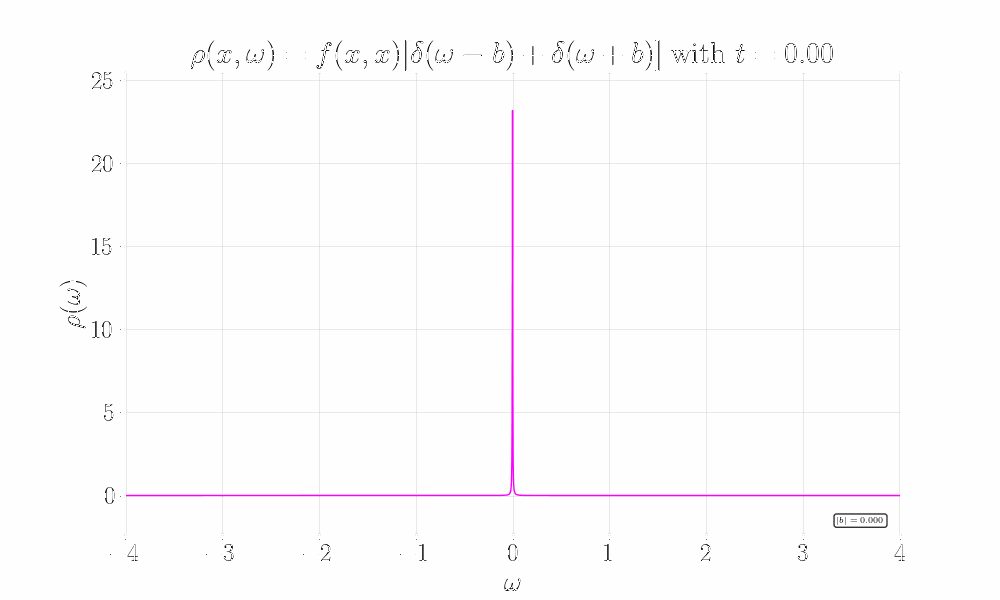 ρ(x, ω) = f(x, x)[δ(ω − b) + δ(ω + b)] with t = 0.00
25
20
15
10
5
0
ρ(ω)
|b| = 0.000
-4 -3 -2 -1 0 1 2 3 4
ω